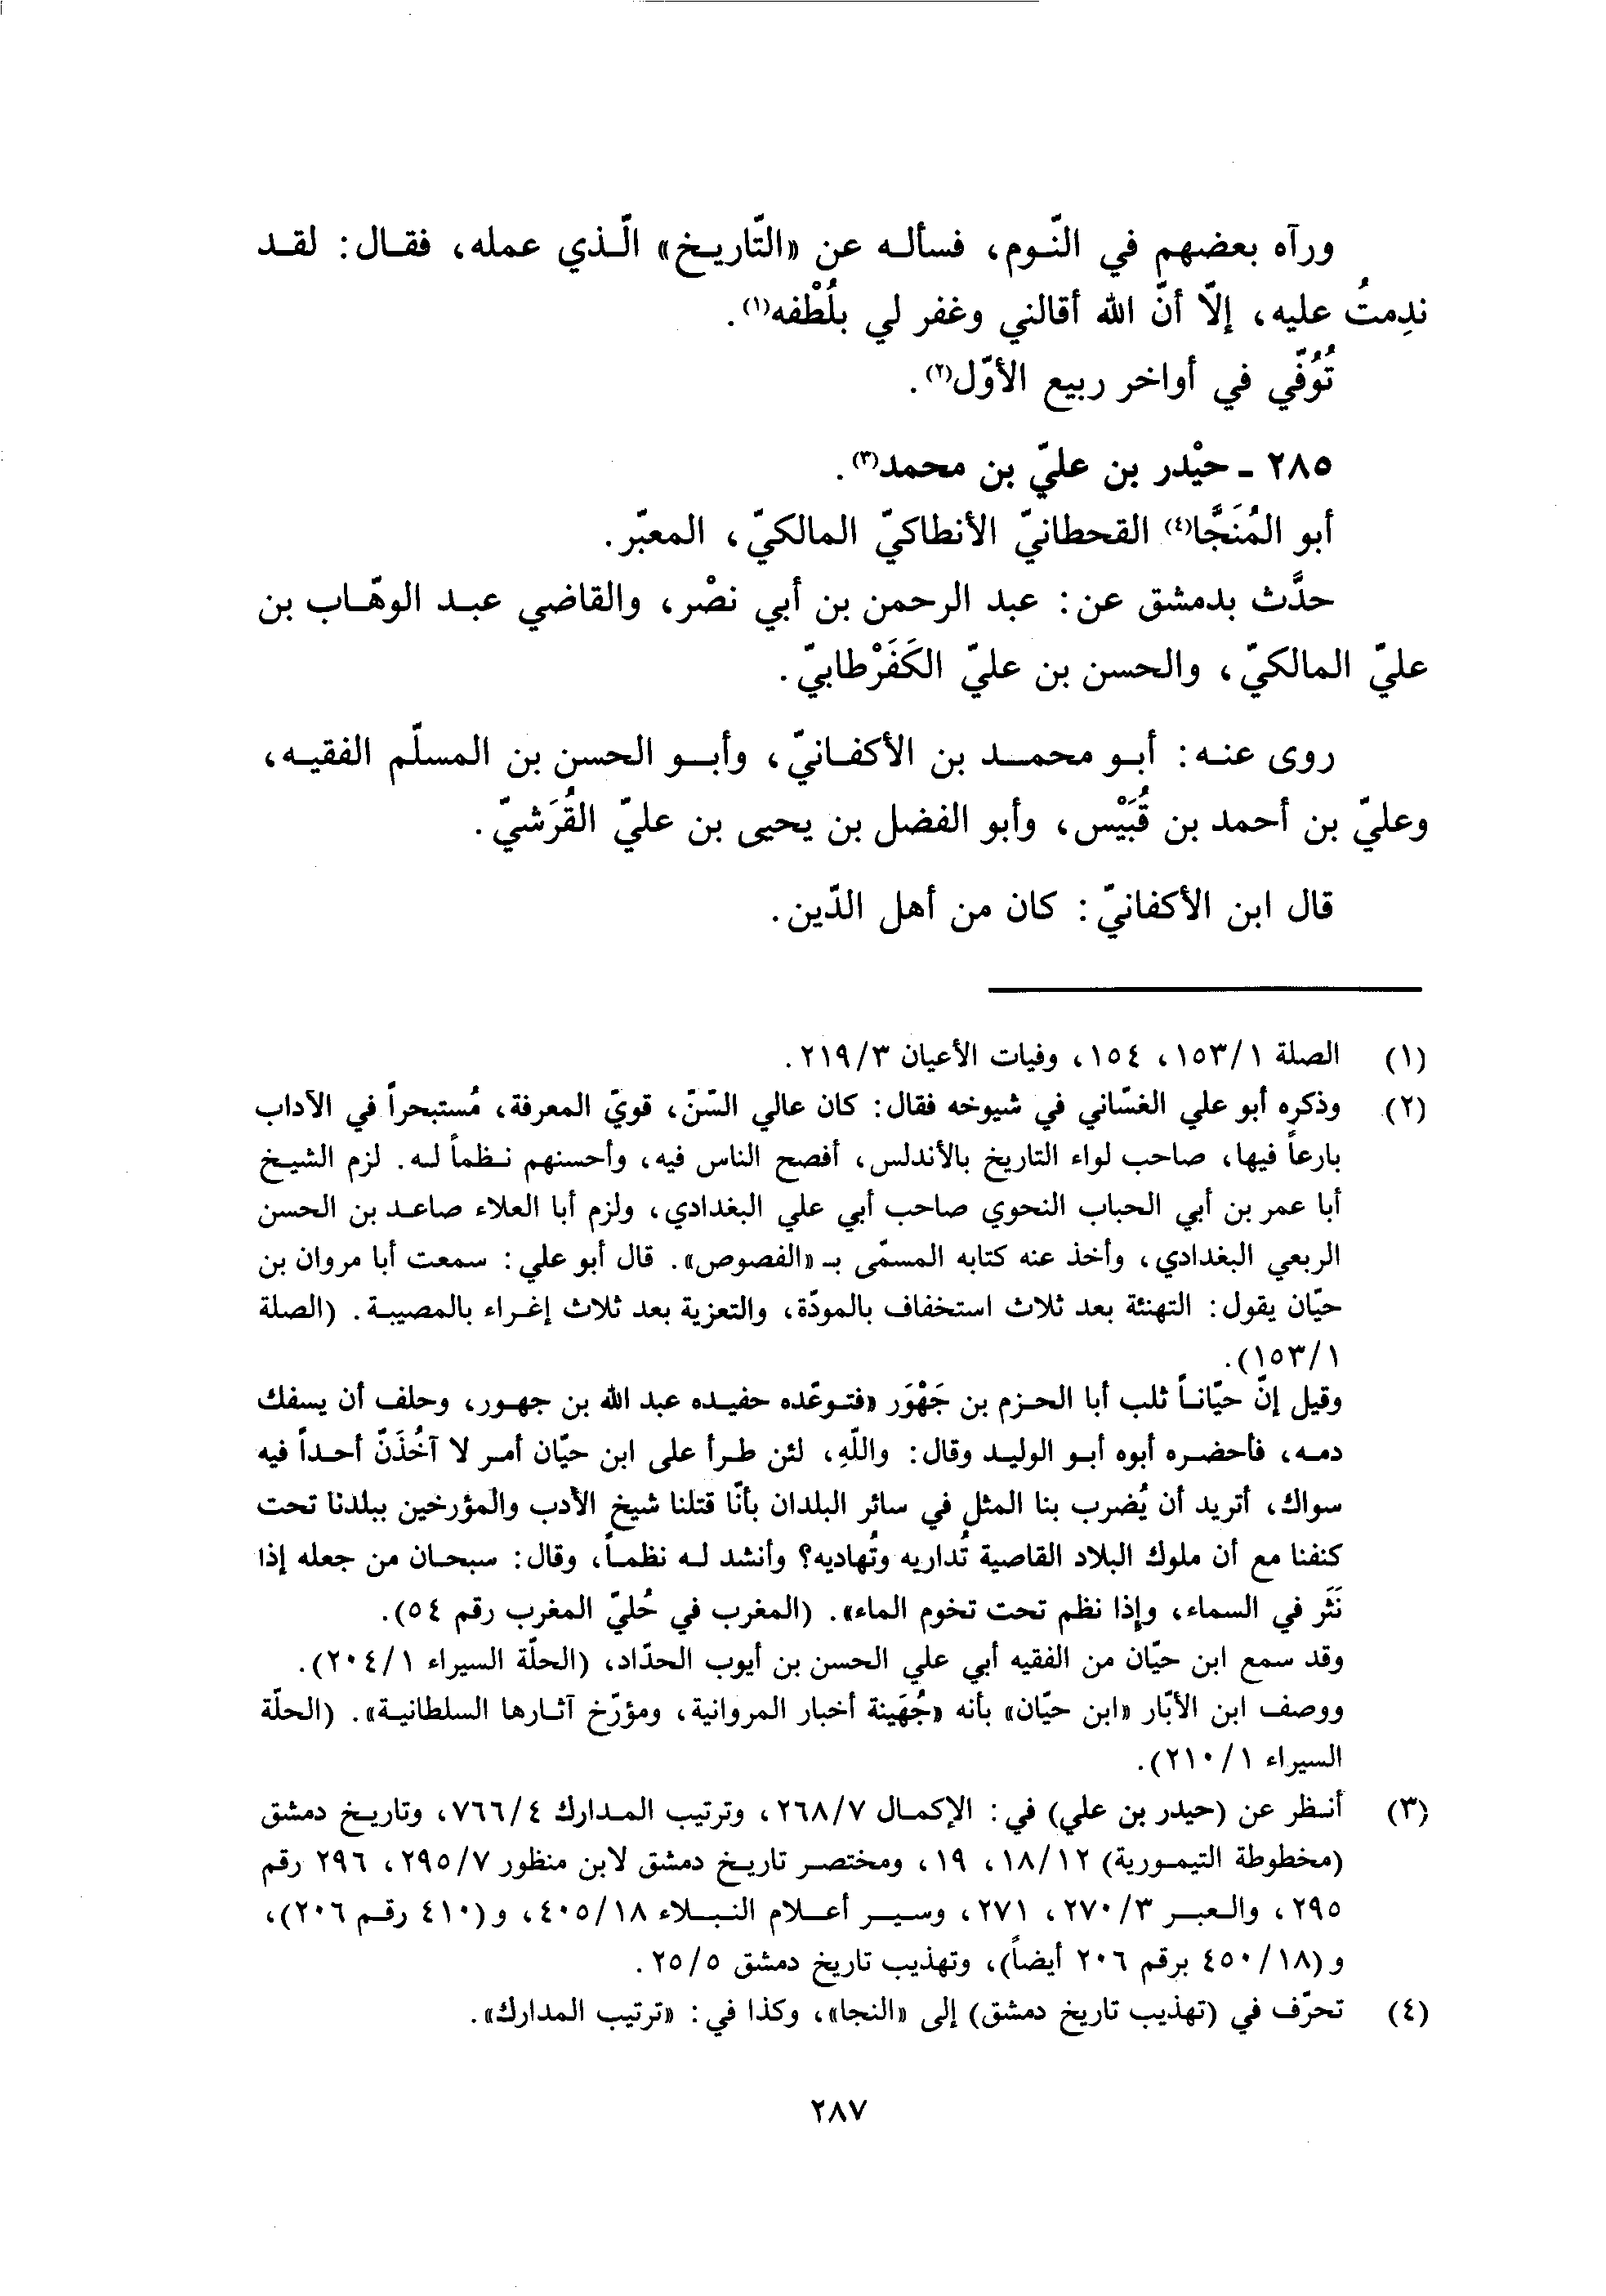 ورآه بعضهم في النّوم، فسأله عن «التّاريخ» الّذي عمله، فقال: لقد
ندِمتُ عليه، إلّا أنّ الله أقالني وغفر لي بلُطْفه(١).
تُوُفّي في أواخر ربيع الأوّل(٢).
٢٨٥ - حيْدر بن عليّ بن محمد(٣).
أبو المُنَجَّا(٤) القحطانيّ الأنطاكيّ المالكيّ، المعبّر.
حدَّث بدمشق عن: عبد الرحمن بن أبي نصْر، والقاضي عبد الوهّاب بن
عليّ المالكيّ، والحسن بن عليّ الكَفَرْطابيّ.
روى عنه: أبو محمد بن الأكفانيّ، وأبو الحسن بن المسلّم الفقيه،
وعليّ بن أحمد بن قُبَيْس، وأبو الفضل بن يحيى بن عليّ القُرَشيّ.
قال ابن الأكفانيّ: كان من أهل الدّين.
(١) الصلة ١/١٥٣، ١٥٤، وفيات الأعيان ٣/٢١٩.
(٢) وذكره أبو علي الغسّاني في شيوخه فقال: كان عالي السّنّ، قويّ المعرفة، مُستبحراً في الآداب
بارعاً فيها، صاحب لواء التاريخ بالأندلس، أفصح الناس فيه، وأحسنهم نظماً له. لزم الشيخ
أبا عمر بن أبي الحباب النحوي صاحب أبي علي البغدادي، ولزم أبا العلاء صاعد بن الحسن
الربعي البغدادي، وأخذ عنه كتابه المسمّى بـ «الفصوص». قال أبو علي: سمعت أبا مروان بن
حيّان يقول: التهنئة بعد ثلاث استخفاف بالمودّة، والتعزية بعد ثلاث إغراء بالمصيبة. (الصلة
١/١٥٣).
وقيل إنّ حيّاناً ثلب أبا الحزم بن جَهْوَر «فتوعّده حفيده عبد الله بن جهور، وحلف أن يسفك
دمه، فأحضره أبوه أبو الوليد وقال: واللّهِ، لئن طرأ على ابن حيّان أمر لا آخُذَنّ أحداً فيه
سواك، أتريد أن يُضرب بنا المثل في سائر البلدان بأنّا قتلنا شيخ الأدب والمؤرخين ببلدنا تحت
كنفنا مع أن ملوك البلاد القاصية تُداريه وتُهاديه؟ وأنشد له نظماً، وقال: سبحان من جعله إذا
نَثَر في السماء، وإذا نظم تحت تخوم الماء». (المغرب في حُليّ المغرب رقم ٥٤).
وقد سمع ابن حيّان من الفقيه أبي علي الحسن بن أيوب الحدّاد، (الحلّة السيراء ١/٢٠٤).
ووصف ابن الأبّار «ابن حيّان» بأنه «جُهَينة أخبار المروانية، ومؤرّخ آثارها السلطانية». (الحلّة
السيراء ١/٢١٠).
(٣) أنظر عن (حيدر بن علي) في: الإكمال ٧/٢٦٨، وترتيب المدارك ٤/٧٦٦، وتاريخ دمشق
(مخطوطة التيمورية) ١٢/١٨، ١٩، ومختصر تاريخ دمشق لابن منظور ٧/٢٩٥، ٢٩٦ رقم
٢٩٥، والعبر ٣/٢٧٠، ٢٧١، وسير أعلام النبلاء ١٨/٤٠٥، و(٤١٠ رقم ٢٠٦)،
و(١٨/٤٥٠ برقم ٢٠٦ أيضاً)، وتهذيب تاريخ دمشق ٥/٢٥.
(٤) تحرّف في (تهذيب تاريخ دمشق) إلى «النجا»، وكذا في: «ترتيب المدارك».
٢٨٧